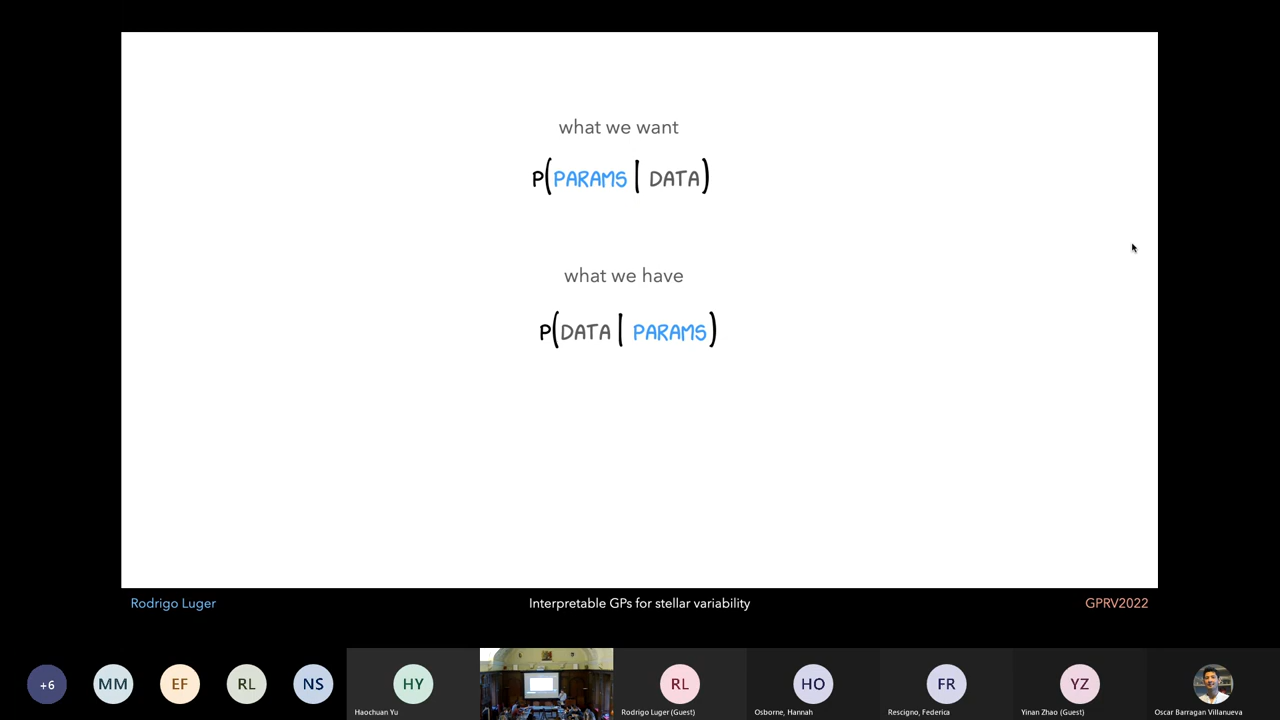 what we want
P(PARAMS | DATA)
what we have
P(DATA | PARAMS)
Rodrigo Luger
Interpretable GPs for stellar variability
GPRV2022
+6
MM
EF
RL
NS
HY
RL
HO
FR
YZ
Haochuan Yu
Rodrigo Luger (Guest)
Osborne, Hannah
Rescigno, Federica
Yinan Zhao (Guest)
Oscar Barragan Villanueva